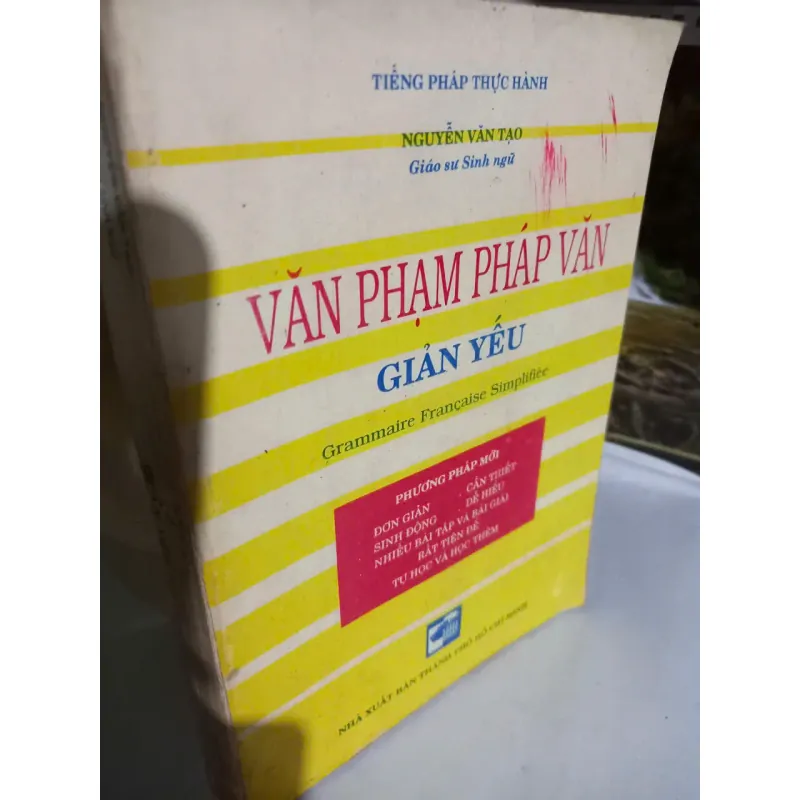 TIẾNG PHÁP THỰC HÀNH
NGUYỄN VĂN TẠO
Giáo sư Sinh ngữ
VĂN PHẠM PHÁP VĂN
GIẢN YẾU
Grammaire Française Simplifiée
PHƯƠNG PHÁP MỚI
ĐƠN GIẢN . CẦN THIẾT
SINH ĐỘNG . DỄ HIỂU
NHIỀU BÀI TẬP VÀ BÀI GIẢI
RẤT TIỆN ĐỂ
TỰ HỌC VÀ HỌC THÊM
NHÀ XUẤT BẢN THÀNH PHỐ HỒ CHÍ MINH